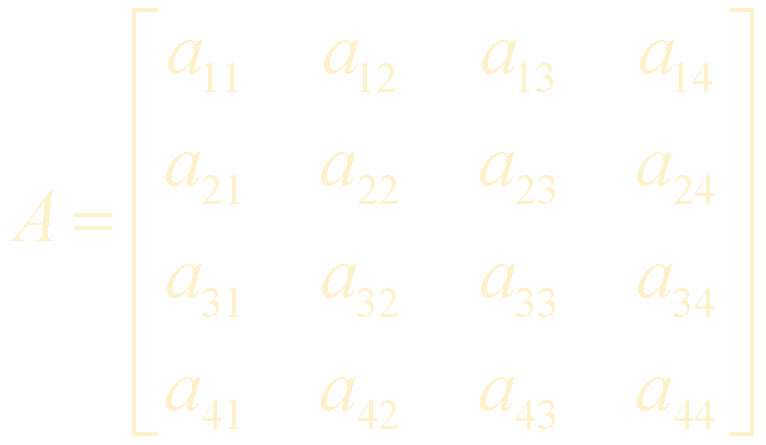 a₁₁ a₁₂ a₁₃ a₁₄
a₂₁ a₂₂ a₂₃ a₂₄
A =
a₃₁ a₃₂ a₃₃ a₃₄
a₄₁ a₄₂ a₄₃ a₄₄